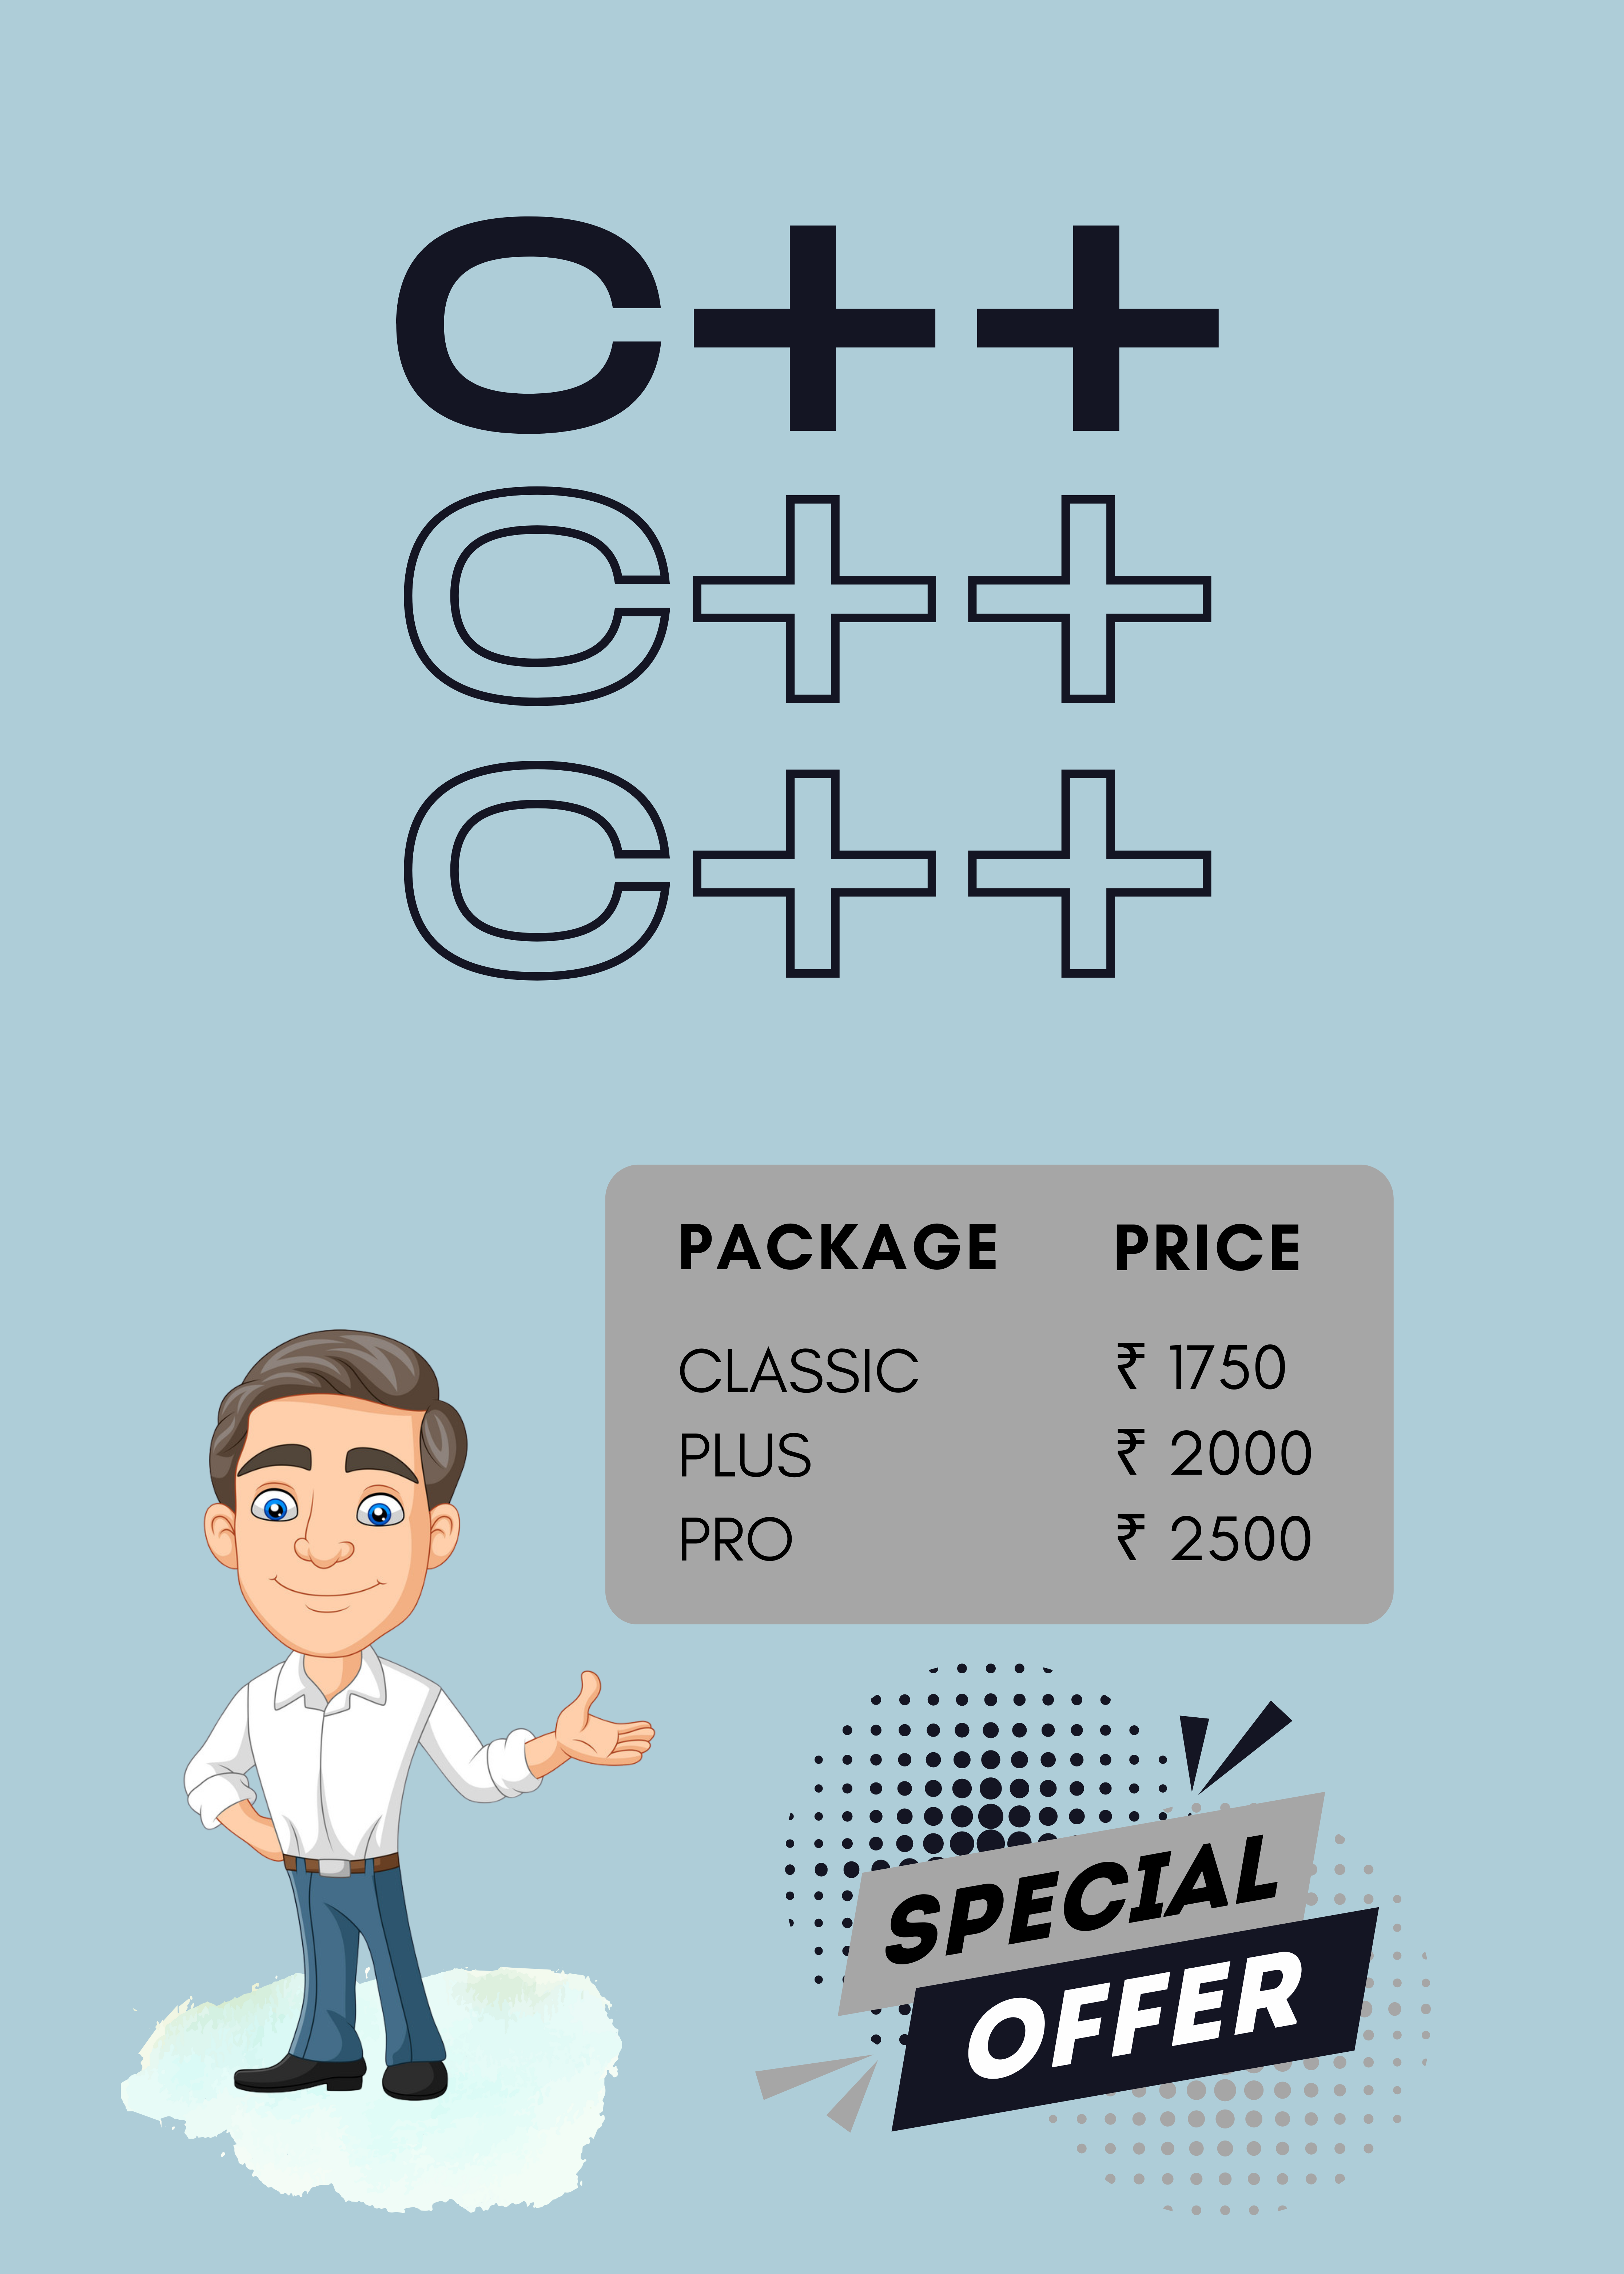 C++
C++
C++
PACKAGE PRICE
CLASSIC ₹ 1750
PLUS ₹ 2000
PRO ₹ 2500
SPECIAL
OFFER